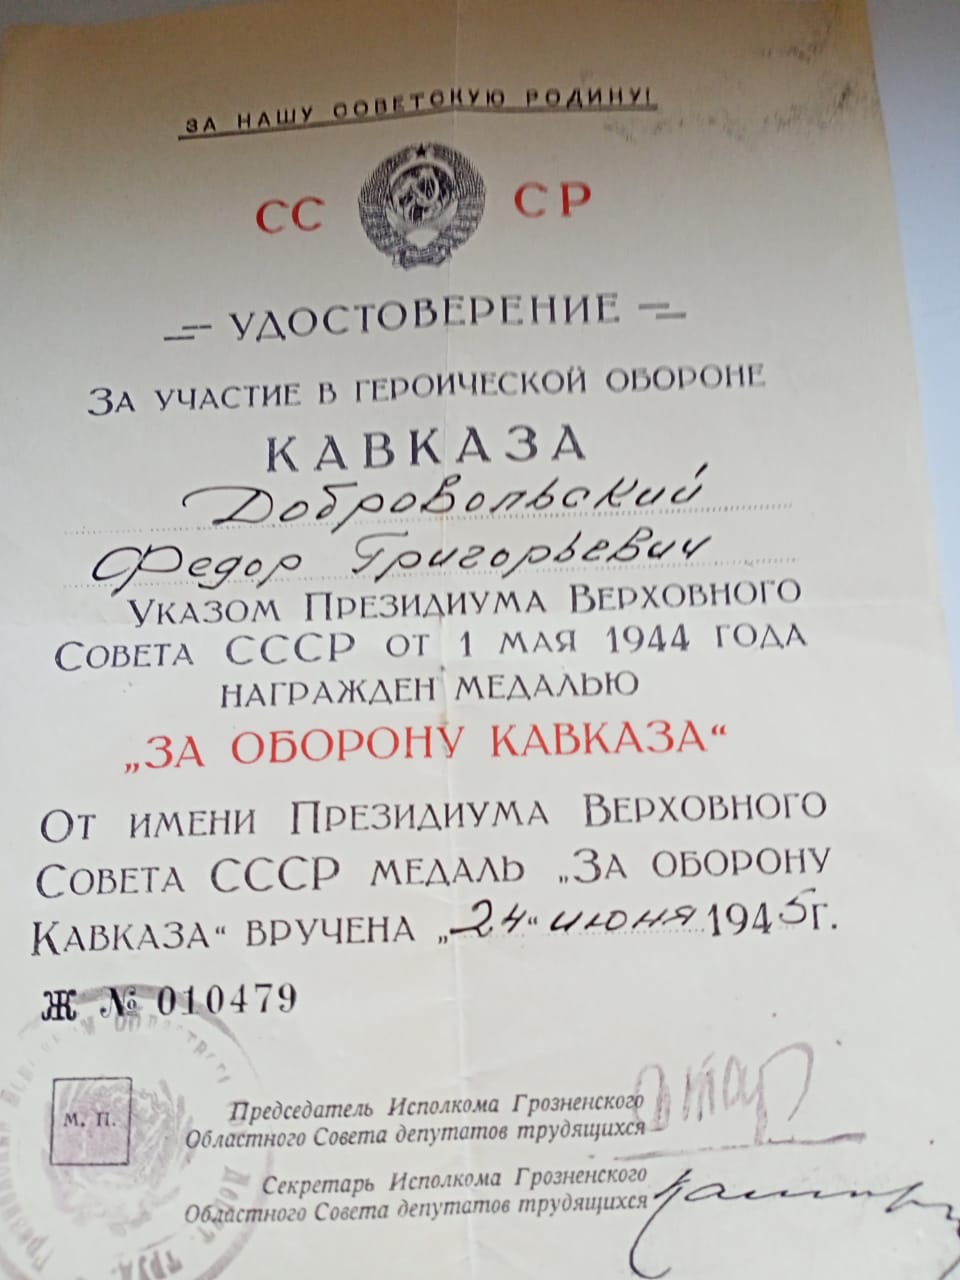 ЗА НАШУ СОВЕТСКУЮ РОДИНУ!
СС СР
УДОСТОВЕРЕНИЕ
ЗА УЧАСТИЕ В ГЕРОИЧЕСКОЙ ОБОРОНЕ
КАВКАЗА
Добровольский
Федор Григорьевич
УКАЗОМ ПРЕЗИДИУМА ВЕРХОВНОГО
СОВЕТА СССР ОТ 1 МАЯ 1944 ГОДА
НАГРАЖДЕН МЕДАЛЬЮ
„ЗА ОБОРОНУ КАВКАЗА“
ОТ ИМЕНИ ПРЕЗИДИУМА ВЕРХОВНОГО
СОВЕТА СССР МЕДАЛЬ „ЗА ОБОРОНУ
КАВКАЗА“ ВРУЧЕНА „24“ июня 1945г.
Ж № 010479
М. П.
Председатель Исполкома Грозненского
Областного Совета депутатов трудящихся
Секретарь Исполкома Грозненского
Областного Совета депутатов трудящихся